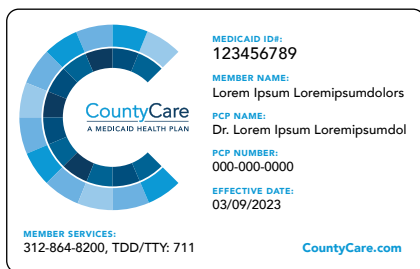 CountyCare
A MEDICAID HEALTH PLAN
MEDICAID ID#:
123456789
MEMBER NAME:
Lorem Ipsum Loremipsumdolors
PCP NAME:
Dr. Lorem Ipsum Loremipsumdol
PCP NUMBER:
000-000-0000
EFFECTIVE DATE:
03/09/2023
MEMBER SERVICES:
312-864-8200, TDD/TTY: 711
CountyCare.com